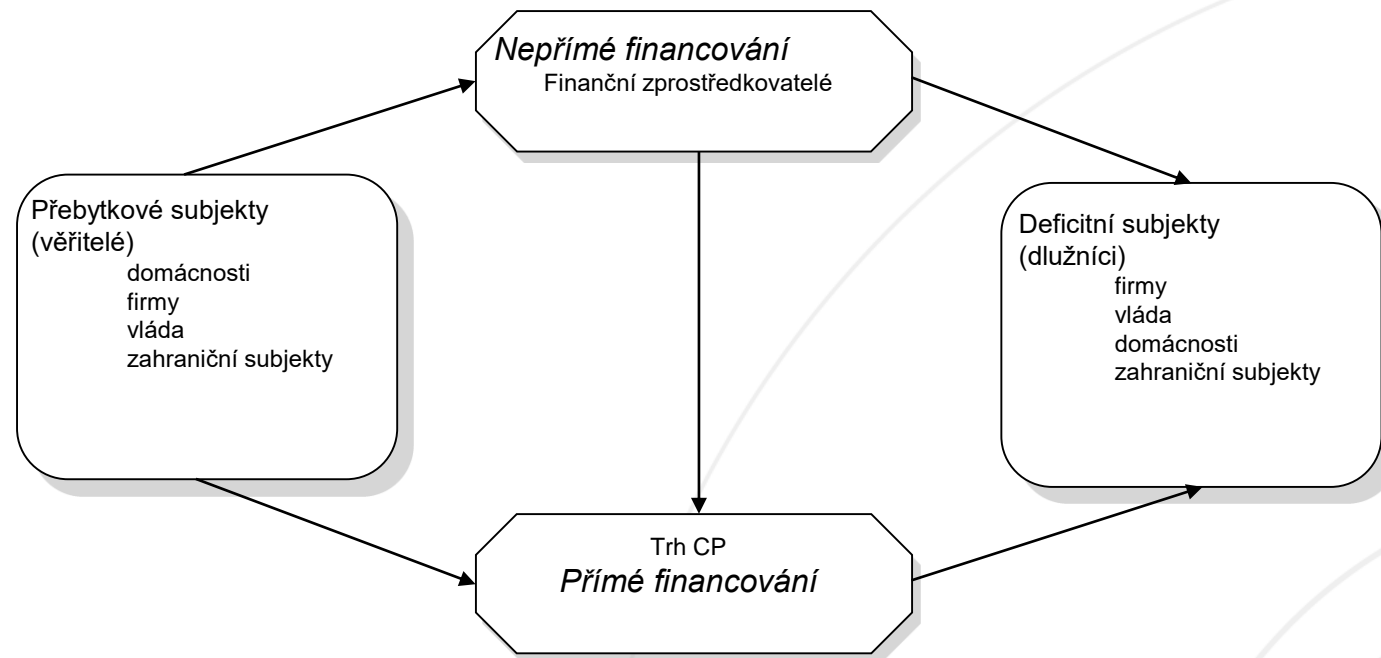 Nepřímé financování
Finanční zprostředkovatelé
Přebytkové subjekty
(věřitelé)
domácnosti
firmy
vláda
zahraniční subjekty
Deficitní subjekty
(dlužníci)
firmy
vláda
domácnosti
zahraniční subjekty
Trh CP
Přímé financování